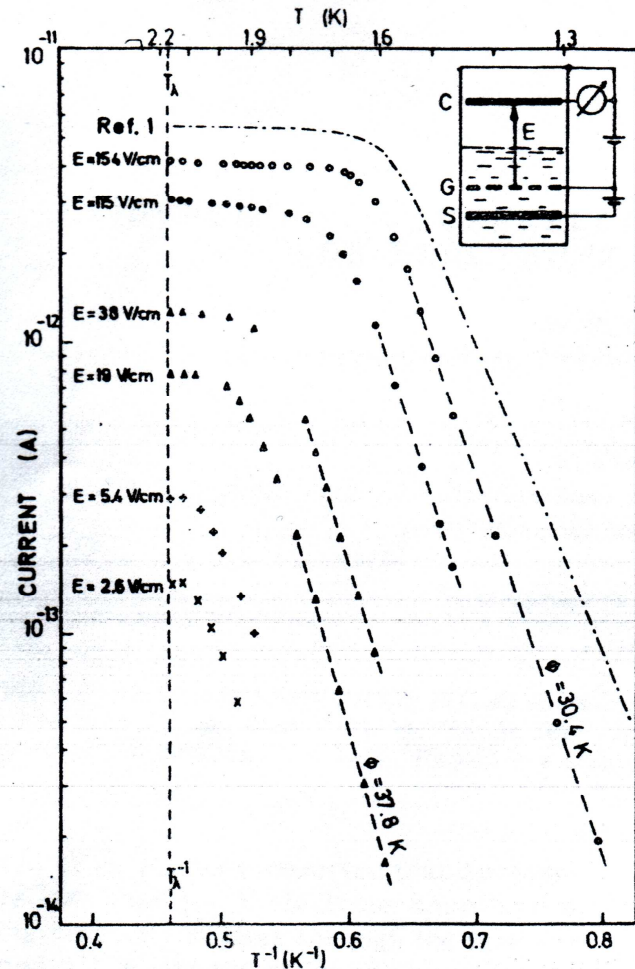 T (K)
2.2 1.9 1.6 1.3
10⁻¹¹
T_λ
Ref. 1
E=154 V/cm
E=115 V/cm
C
E
G
S
10⁻¹²
E=38 V/cm
E=19 V/cm
E=5.4 V/cm
E=2.6 V/cm
10⁻¹³
CURRENT (A)
Φ = 30.4 K
Φ = 37.8 K
T_λ⁻¹
10⁻¹⁴
0.4 0.5 0.6 0.7 0.8
T⁻¹ (K⁻¹)